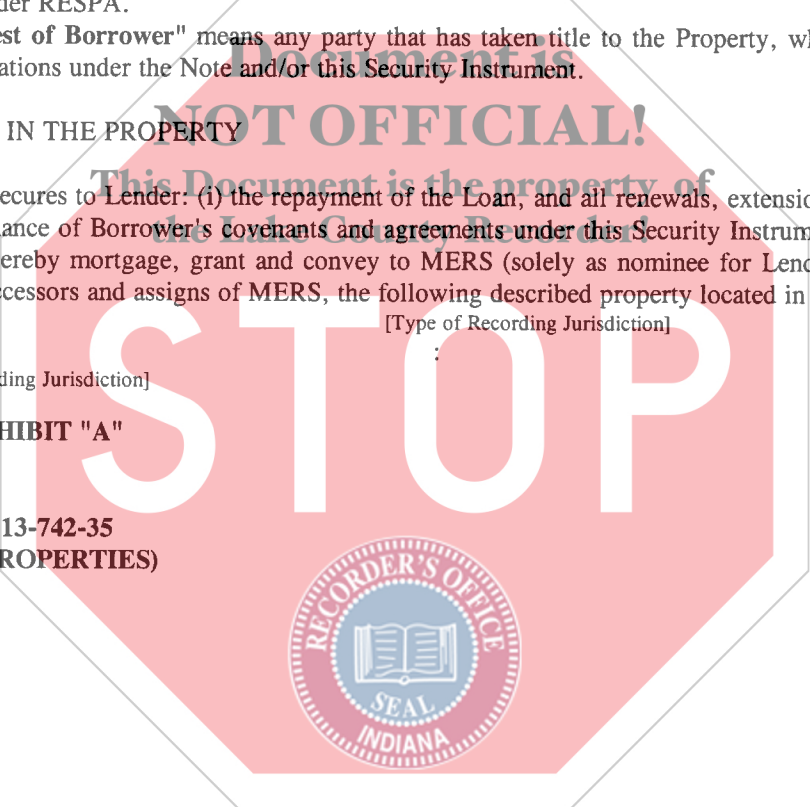 der RESPA.
est of Borrower" means any party that has taken title to the Property, wh
Document is
ations under the Note and/or this Security Instrument.
NOT OFFICIAL!
IN THE PROPERTY
This Document is the property of
ecures to Lender: (i) the repayment of the Loan, and all renewals, extensio
the Lake County Recorder!
ance of Borrower's covenants and agreements under this Security Instrum
ereby mortgage, grant and convey to MERS (solely as nominee for Lend
ccessors and assigns of MERS, the following described property located in
[Type of Recording Jurisdiction]
:
ding Jurisdiction]
STOP
HIBIT "A"
13-742-35
ROPERTIES)
RECORDER'S OFFICE
SEAL
INDIANA